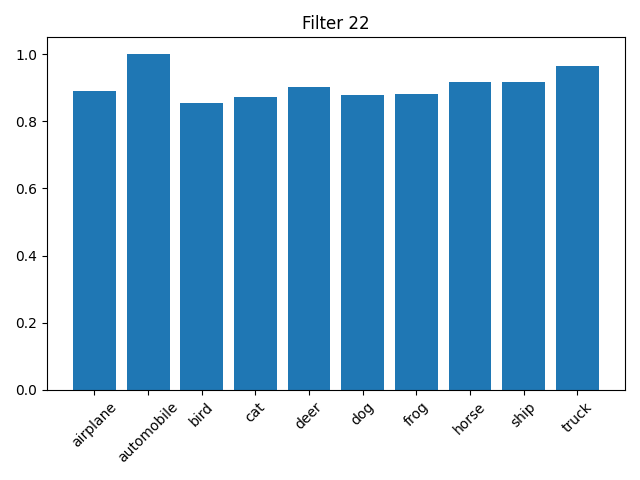 Filter 22
1.0
0.8
0.6
0.4
0.2
0.0
airplane
automobile
bird
cat
deer
dog
frog
horse
ship
truck